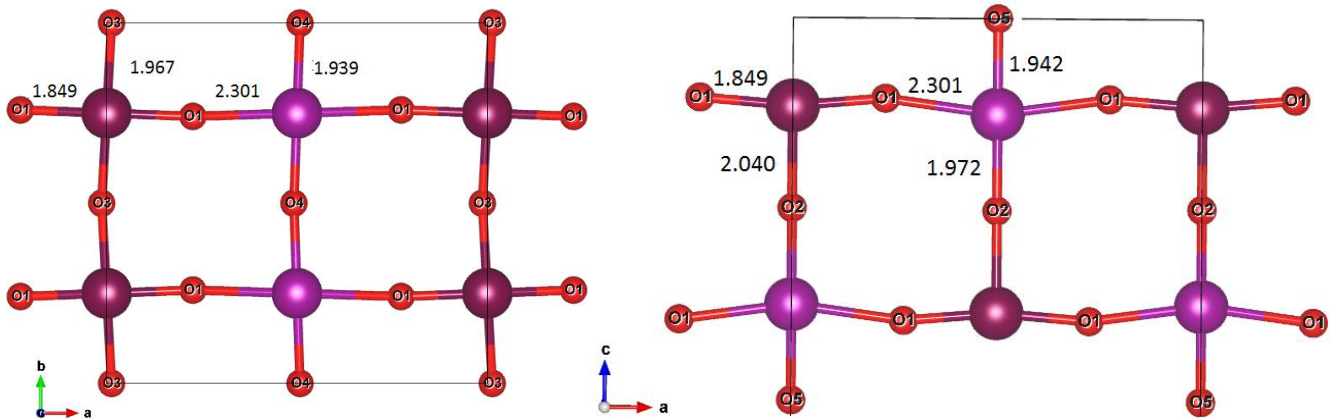 O3 O4 O3
1.967 1.939
1.849 2.301
O1 O1 O1 O1
O3 O4 O3
O1 O1 O1 O1
O3 O4 O3
b
c a
O5
1.849 2.301 1.942
O1 O1 O1 O1
2.040 1.972
O2 O2 O2
O1 O1 O1 O1
O5 O5
c
a